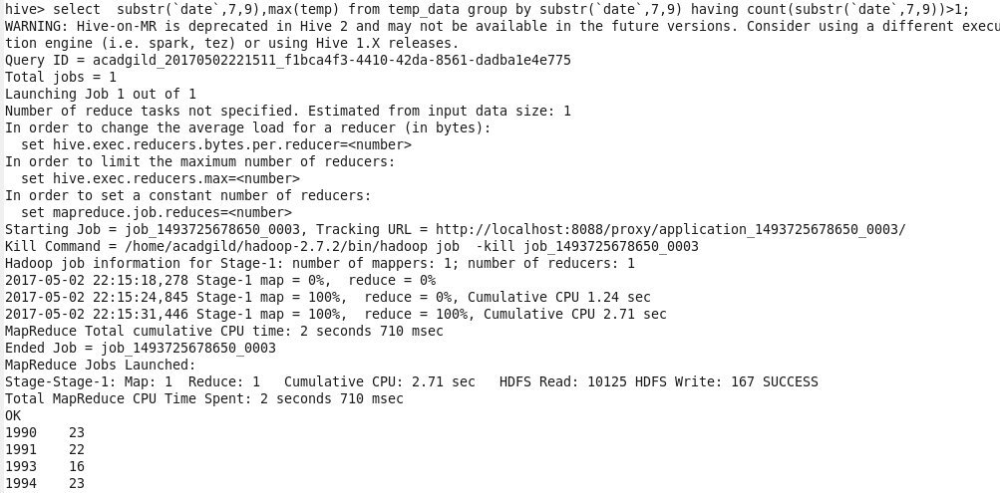 hive> select  substr(`date`,7,9),max(temp) from temp_data group by substr(`date`,7,9) having count(substr(`date`,7,9))>1;
WARNING: Hive-on-MR is deprecated in Hive 2 and may not be available in the future versions. Consider using a different execu
tion engine (i.e. spark, tez) or using Hive 1.X releases.
Query ID = acadgild_20170502221511_f1bca4f3-4410-42da-8561-dadba1e4e775
Total jobs = 1
Launching Job 1 out of 1
Number of reduce tasks not specified. Estimated from input data size: 1
In order to change the average load for a reducer (in bytes):
  set hive.exec.reducers.bytes.per.reducer=<number>
In order to limit the maximum number of reducers:
  set hive.exec.reducers.max=<number>
In order to set a constant number of reducers:
  set mapreduce.job.reduces=<number>
Starting Job = job_1493725678650_0003, Tracking URL = http://localhost:8088/proxy/application_1493725678650_0003/
Kill Command = /home/acadgild/hadoop-2.7.2/bin/hadoop job  -kill job_1493725678650_0003
Hadoop job information for Stage-1: number of mappers: 1; number of reducers: 1
2017-05-02 22:15:18,278 Stage-1 map = 0%,  reduce = 0%
2017-05-02 22:15:24,845 Stage-1 map = 100%,  reduce = 0%, Cumulative CPU 1.24 sec
2017-05-02 22:15:31,446 Stage-1 map = 100%,  reduce = 100%, Cumulative CPU 2.71 sec
MapReduce Total cumulative CPU time: 2 seconds 710 msec
Ended Job = job_1493725678650_0003
MapReduce Jobs Launched:
Stage-Stage-1: Map: 1  Reduce: 1   Cumulative CPU: 2.71 sec   HDFS Read: 10125 HDFS Write: 167 SUCCESS
Total MapReduce CPU Time Spent: 2 seconds 710 msec
OK
1990    23
1991    22
1993    16
1994    23